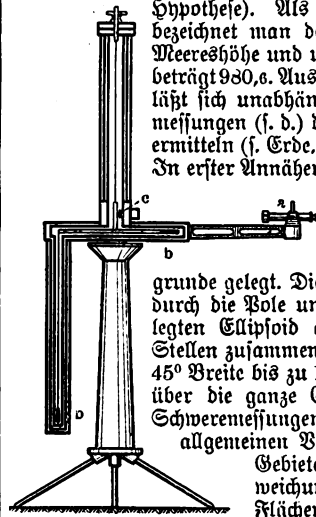 Hypothese). Als
bezeichnet man d
Meereshöhe und u
beträgt 980,6. Aus
läßt sich unabhän
messungen (s. d.)
ermitteln (s. Erde,
In erster Annähe
c
a
b
grunde gelegt. Di
durch die Pole un
legten Ellipsoid
Stellen zusammen
45° Breite bis zu
über die ganze
Schweremessungen
D
allgemeinen V
Gebiete
weichun
Flächen